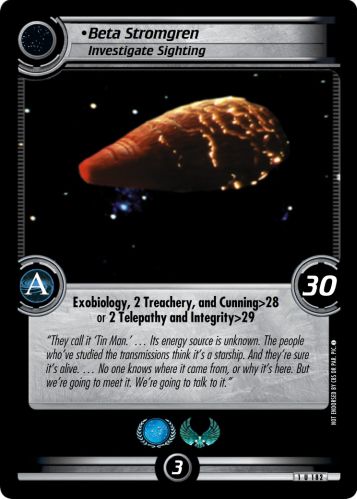 •Beta Stromgren
Investigate Sighting
A
30
Exobiology, 2 Treachery, and Cunning>28
or 2 Telepathy and Integrity>29
"They call it 'Tin Man.' … Its energy source is unknown. The people
who've studied the transmissions think it's a starship. And they're sure
it's alive. … No one knows where it came from, or why it's here. But
we're going to meet it. We're going to talk to it."
NOT ENDORSED BY CBS OR PAR. PIC.
3
1 U 182